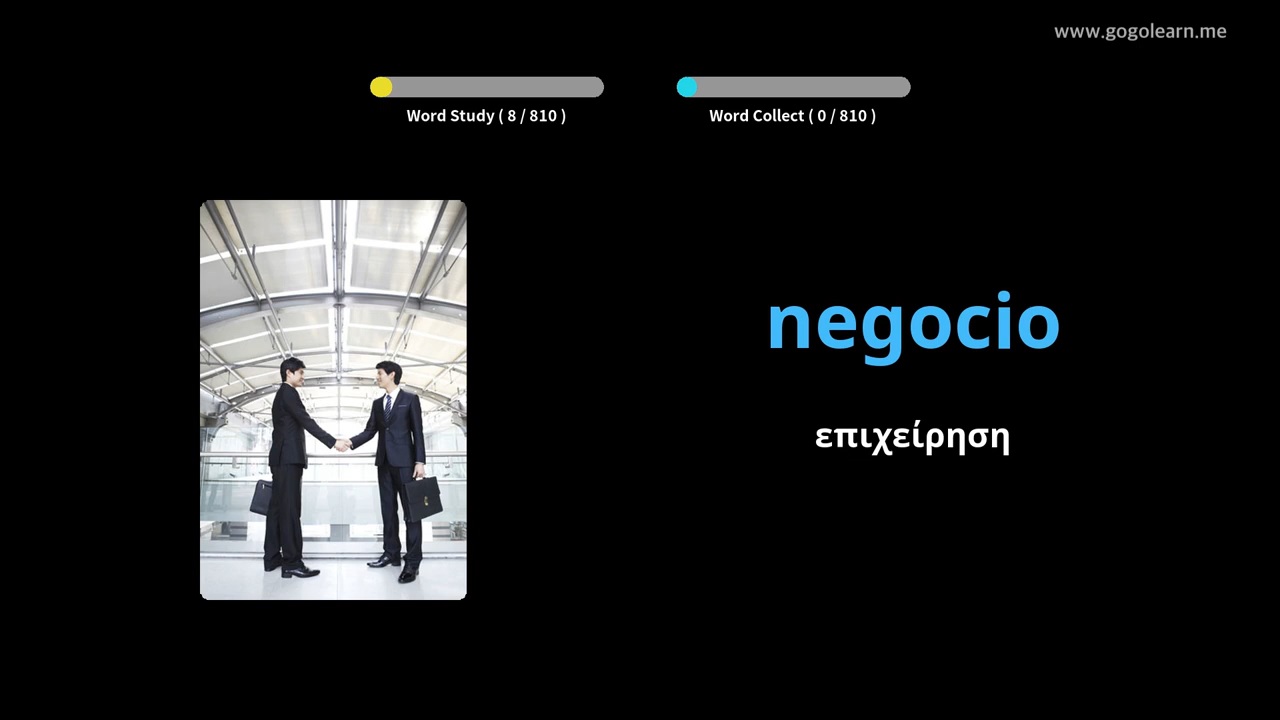 www.gogolearn.me
Word Study ( 8 / 810 )
Word Collect ( 0 / 810 )
negocio
επιχείρηση